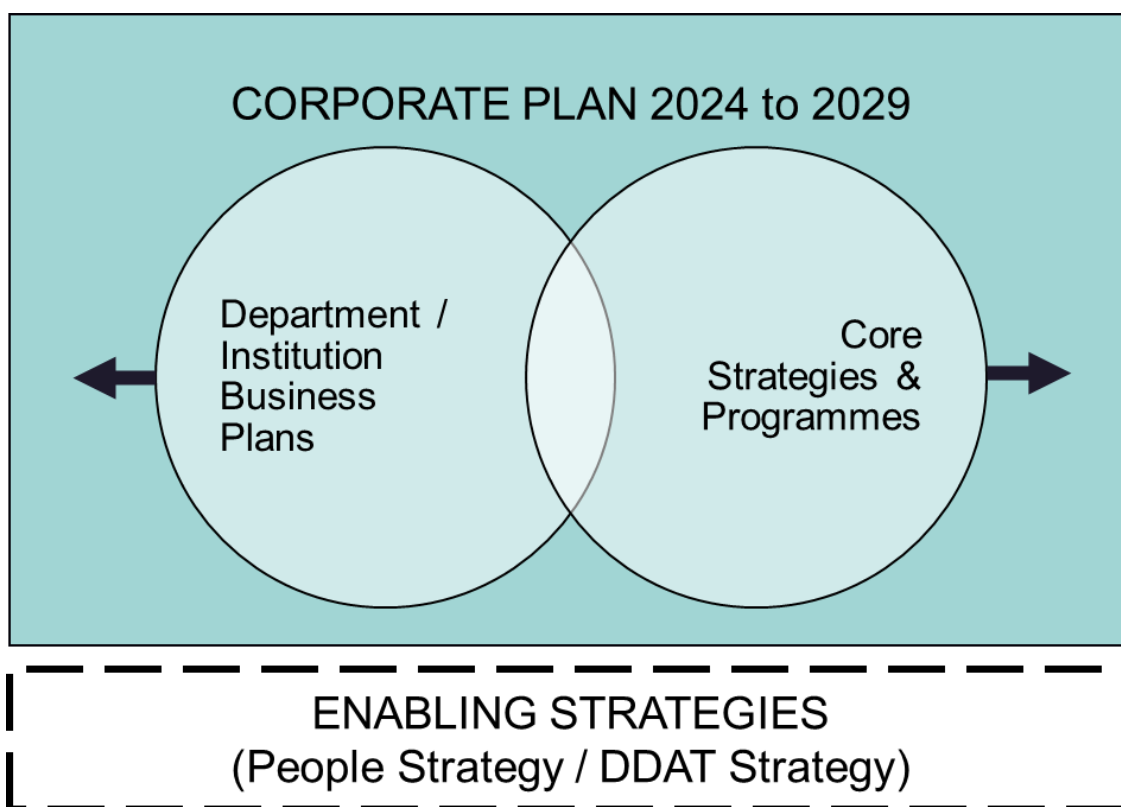 CORPORATE PLAN 2024 to 2029
Department /
Institution
Business
Plans
Core
Strategies &
Programmes
ENABLING STRATEGIES
(People Strategy / DDAT Strategy)